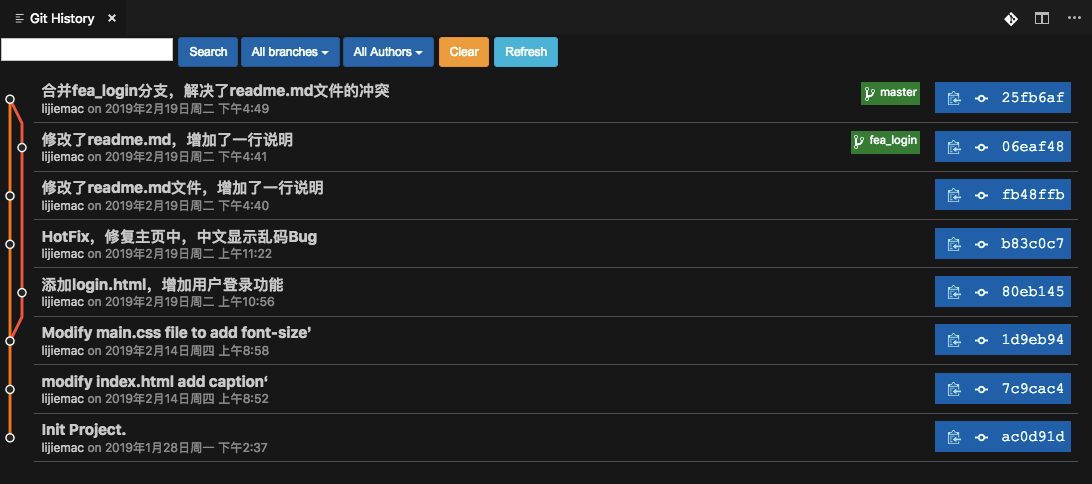 Git History
Search All branches All Authors Clear Refresh
合并fea_login分支，解决了readme.md文件的冲突 master 25fb6af
lijiemac on 2019年2月19日周二 下午4:49
修改了readme.md，增加了一行说明 fea_login 06eaf48
lijiemac on 2019年2月19日周二 下午4:41
修改了readme.md文件，增加了一行说明 fb48ffb
lijiemac on 2019年2月19日周二 下午4:40
HotFix，修复主页中，中文显示乱码Bug b83c0c7
lijiemac on 2019年2月19日周二 上午11:22
添加login.html，增加用户登录功能 80eb145
lijiemac on 2019年2月19日周二 上午10:56
Modify main.css file to add font-size’ 1d9eb94
lijiemac on 2019年2月14日周四 上午8:58
modify index.html add caption‘ 7c9cac4
lijiemac on 2019年2月14日周四 上午8:52
Init Project. ac0d91d
lijiemac on 2019年1月28日周一 下午2:37